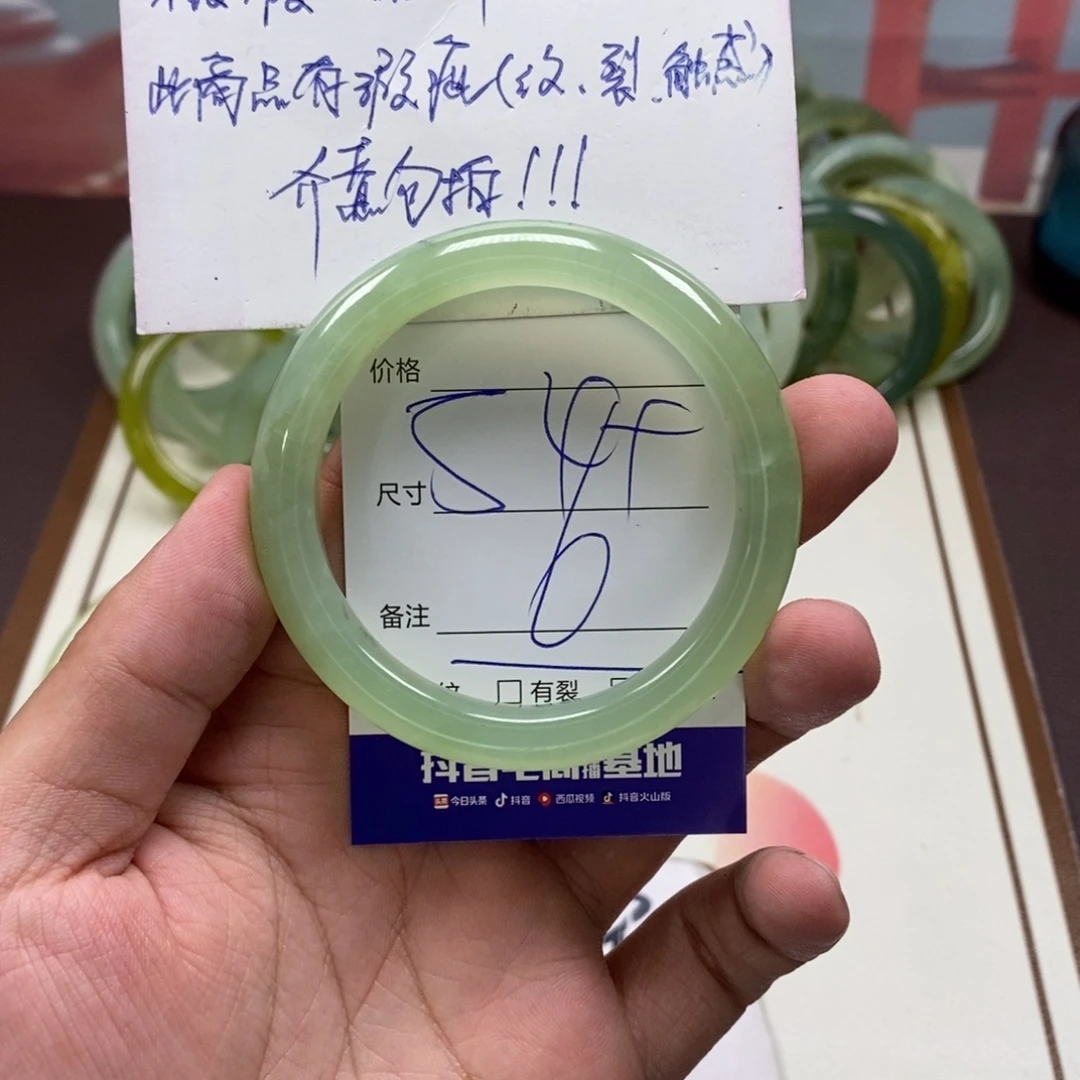 此商品有瑕疵(纹、裂、触感)
介意勿拍!!!
价格
尺寸
备注
6
纹 □有裂
抖音电商直播基地
今日头条 抖音 西瓜视频 抖音火山版